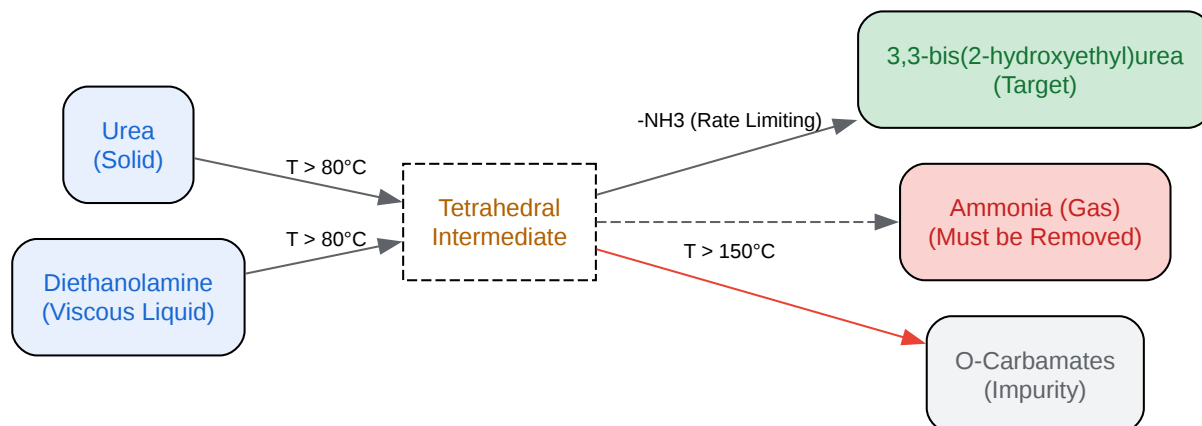 Urea
(Solid)
T > 80°C
Diethanolamine
(Viscous Liquid)
T > 80°C
Tetrahedral
Intermediate
-NH3 (Rate Limiting)
3,3-bis(2-hydroxyethyl)urea
(Target)
Ammonia (Gas)
(Must be Removed)
T > 150°C
O-Carbamates
(Impurity)